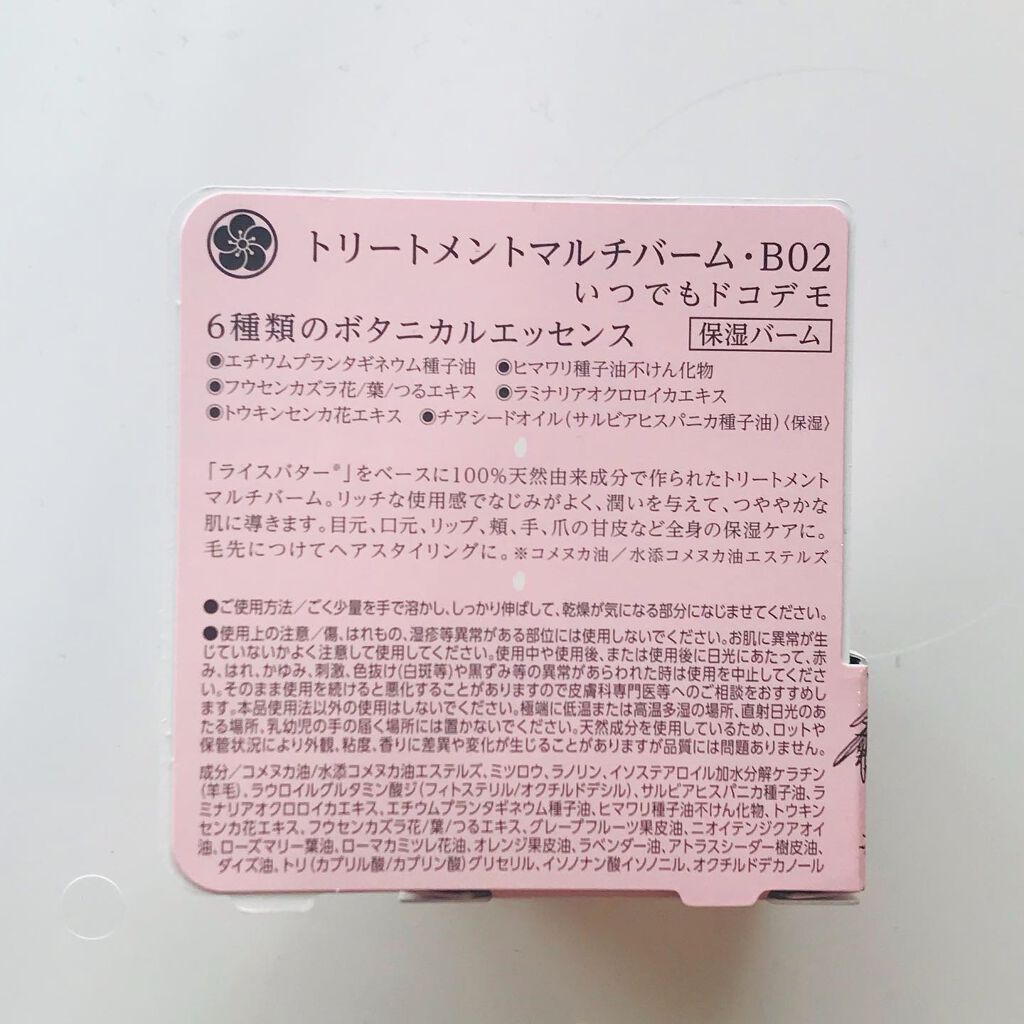 トリートメントマルチバーム・B02
いつでもドコデモ
6種類のボタニカルエッセンス 保湿バーム
◉エチウムプランタギネウム種子油 ◉ヒマワリ種子油不けん化物
◉フウセンカズラ花/葉/つるエキス ◉ラミナリアオクロロイカエキス
◉トウキンセンカ花エキス ◉チアシードオイル(サルビアヒスパニカ種子油)〈保湿〉
「ライスバター※」をベースに100%天然由来成分で作られたトリートメント
マルチバーム。リッチな使用感でなじみがよく、潤いを与えて、つややかな
肌に導きます。目元、口元、リップ、頬、手、爪の甘皮など全身の保湿ケアに。
毛先につけてヘアスタイリングに。※コメヌカ油/水添コメヌカ油エステルズ
●ご使用方法/ごく少量を手で溶かし、しっかり伸ばして、乾燥が気になる部分になじませてください。
●使用上の注意/傷、はれもの、湿疹等異常がある部位には使用しないでください。お肌に異常が生
じていないかよく注意して使用してください。使用中や使用後、または使用後に日光にあたって、赤
み、はれ、かゆみ、刺激、色抜け(白斑等)や黒ずみ等の異常があらわれた時は使用を中止してくださ
い。そのまま使用を続けると悪化することがありますので皮膚科専門医等へのご相談をおすすめしま
す。本品使用法以外の使用はしないでください。極端に低温または高温多湿の場所、直射日光のあ
たる場所、乳幼児の手の届く場所には置かないでください。天然成分を使用しているため、ロットや
保管状況により外観、粘度、香りに差異や変化が生じることがありますが品質には問題ありません。
成分/コメヌカ油/水添コメヌカ油エステルズ、ミツロウ、ラノリン、イソステアロイル加水分解ケラチン
(羊毛)、ラウロイルグルタミン酸ジ(フィトステリル/オクチルドデシル)、サルビアヒスパニカ種子油、ラ
ミナリアオクロロイカエキス、エチウムプランタギネウム種子油、ヒマワリ種子油不けん化物、トウキン
センカ花エキス、フウセンカズラ花/葉/つるエキス、グレープフルーツ果皮油、ニオイテンジクアオイ
油、ローズマリー葉油、ローマカミツレ花油、オレンジ果皮油、ラベンダー油、アトラスシーダー樹皮油、
ダイズ油、トリ(カプリル酸/カプリン酸)グリセリル、イソノナン酸イソノニル、オクチルドデカノール